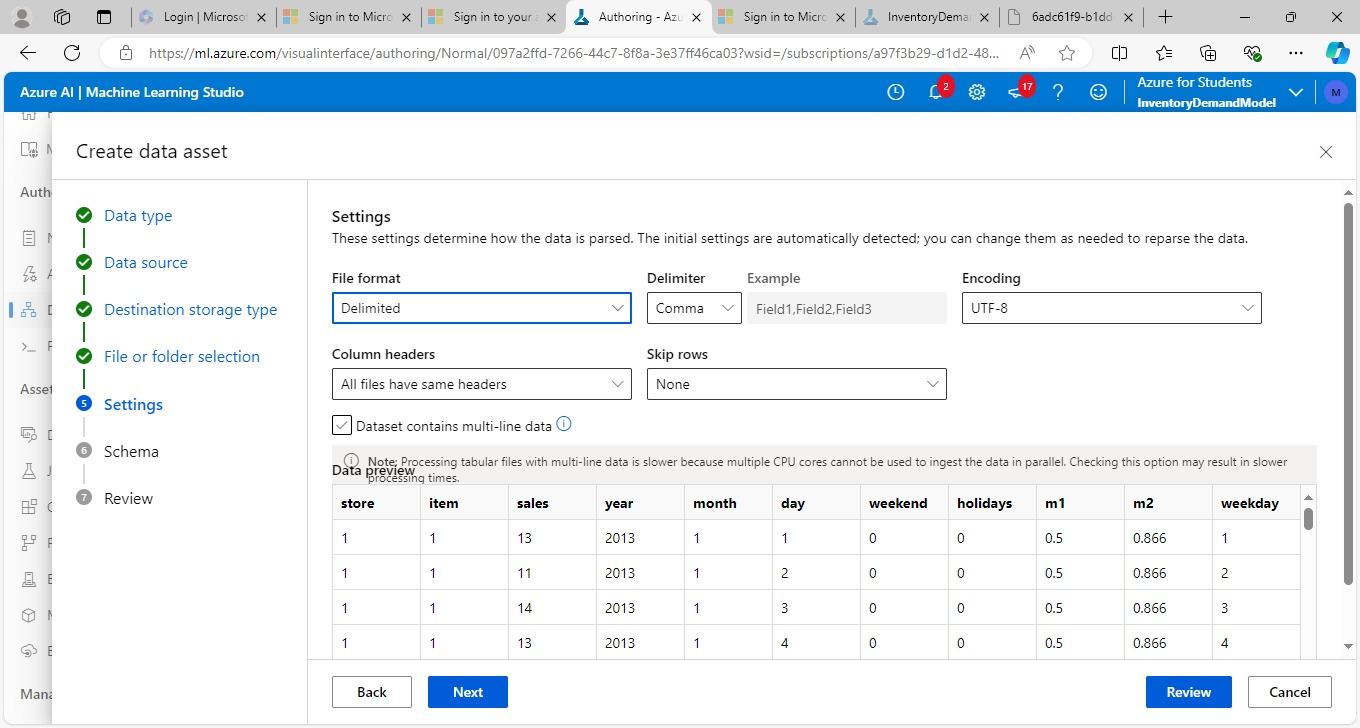 Login | Microsof
Sign in to Micro
Sign in to your a
Authoring - Azu
Sign in to Micro
InventoryDemar
6adc61f9-b1dd
https://ml.azure.com/visualinterface/authoring/Normal/097a2ffd-7266-44c7-8f8a-3e37ff46ca03?wsid=/subscriptions/a97f3b29-d1d2-48...
Azure AI | Machine Learning Studio
2
17
Azure for Students
InventoryDemandModel
M
Create data asset
Auth
Asset
Mana
Data type
Data source
Destination storage type
File or folder selection
5 Settings
6 Schema
7 Review
Settings
These settings determine how the data is parsed. The initial settings are automatically detected; you can change them as needed to reparse the data.
File format Delimiter Example Encoding
Delimited Comma Field1,Field2,Field3 UTF-8
Column headers Skip rows
All files have same headers None
Dataset contains multi-line data
Note: Processing tabular files with multi-line data is slower because multiple CPU cores cannot be used to ingest the data in parallel. Checking this option may result in slower
processing times.
Data preview
store item sales year month day weekend holidays m1 m2 weekday
1 1 13 2013 1 1 0 0 0.5 0.866 1
1 1 11 2013 1 2 0 0 0.5 0.866 2
1 1 14 2013 1 3 0 0 0.5 0.866 3
1 1 13 2013 1 4 0 0 0.5 0.866 4
Back Next Review Cancel